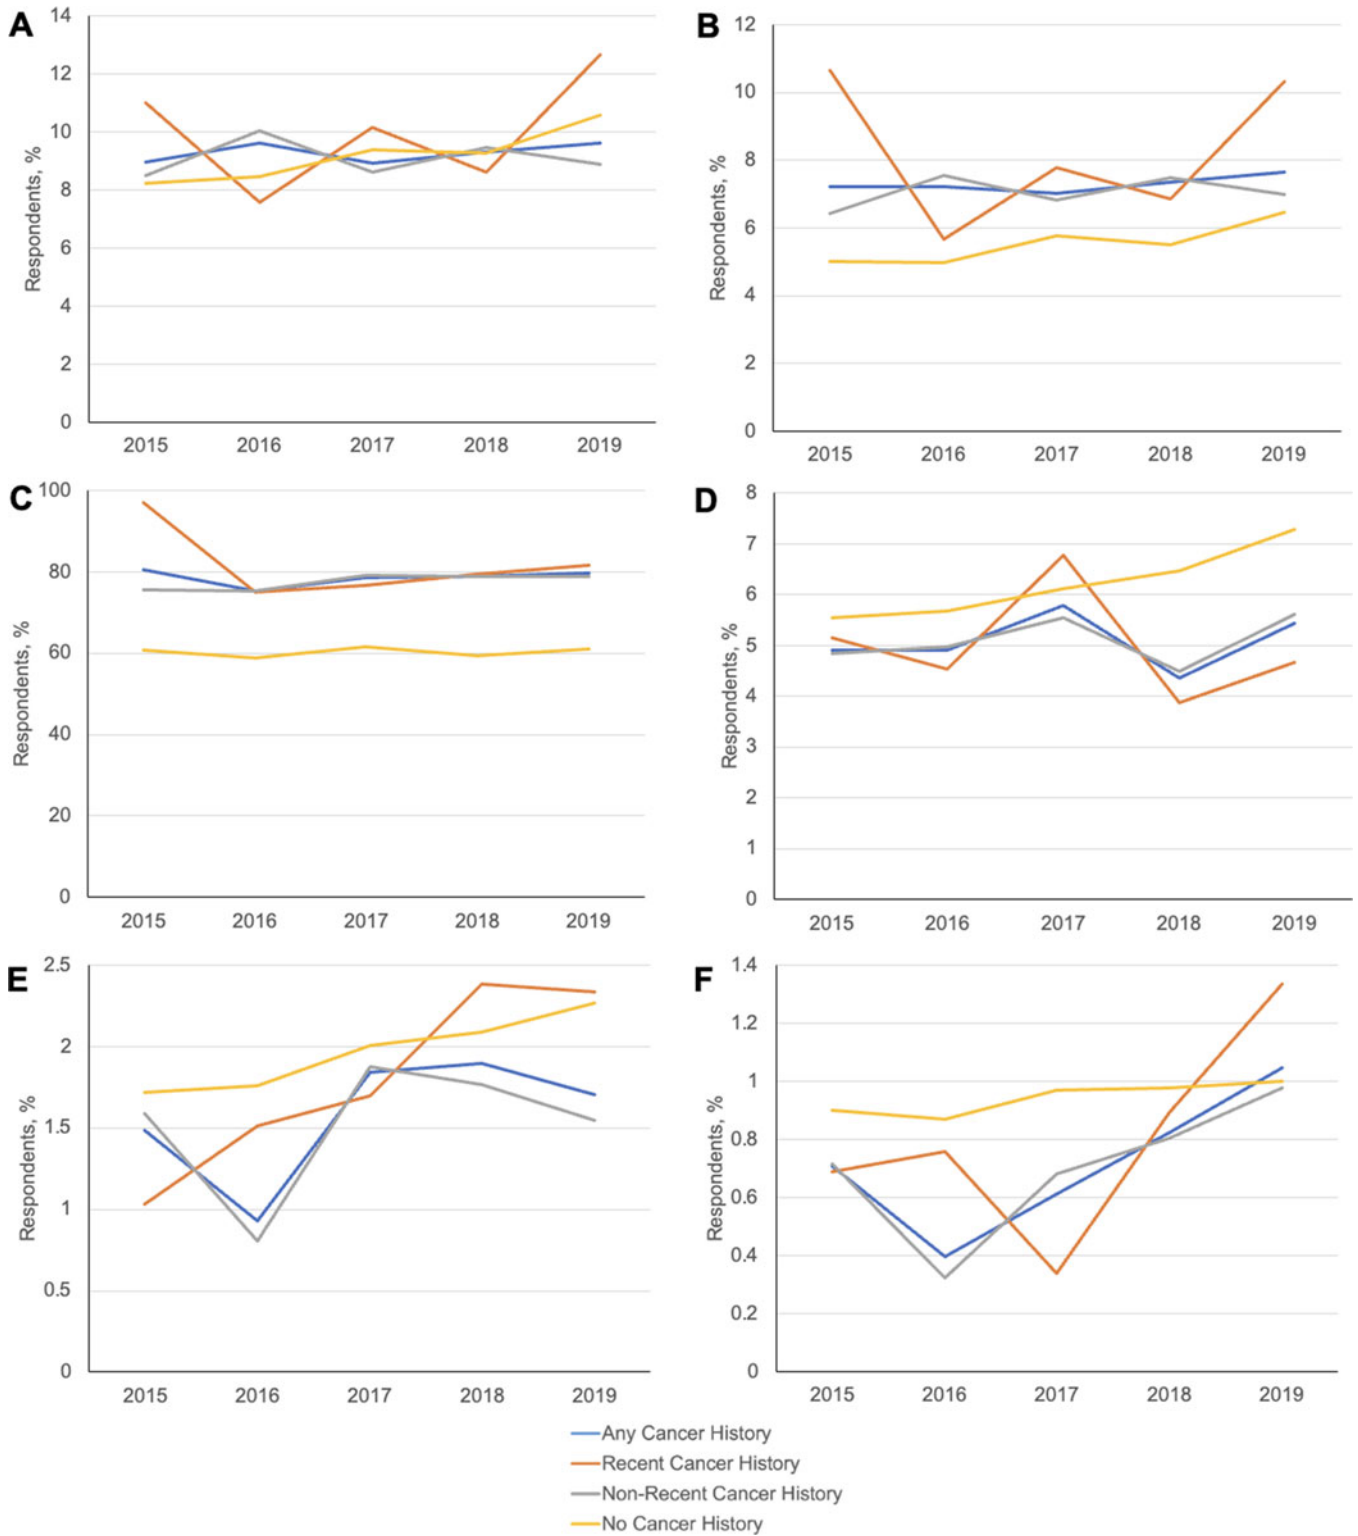 A
14
12
10
8
6
4
2
0
Respondents, %
2015 2016 2017 2018 2019
B
12
10
8
6
4
2
0
Respondents, %
2015 2016 2017 2018 2019
C
100
80
60
40
20
0
Respondents, %
2015 2016 2017 2018 2019
D
8
7
6
5
4
3
2
1
0
Respondents, %
2015 2016 2017 2018 2019
E
2.5
2
1.5
1
0.5
0
Respondents, %
2015 2016 2017 2018 2019
F
1.4
1.2
1
0.8
0.6
0.4
0.2
0
Respondents, %
2015 2016 2017 2018 2019
Any Cancer History
Recent Cancer History
Non-Recent Cancer History
No Cancer History